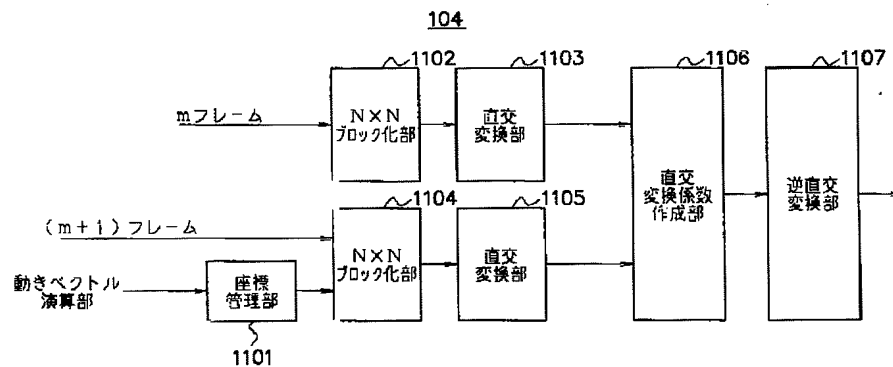 104
1102
1103
1106
1107
mフレーム
N×N
ブロック化部
直交
変換部
直交
変換係数
作成部
逆直交
変換部
1104
1105
(m+1)フレーム
N×N
ブロック化部
直交
変換部
動きベクトル
演算部
座標
管理部
1101